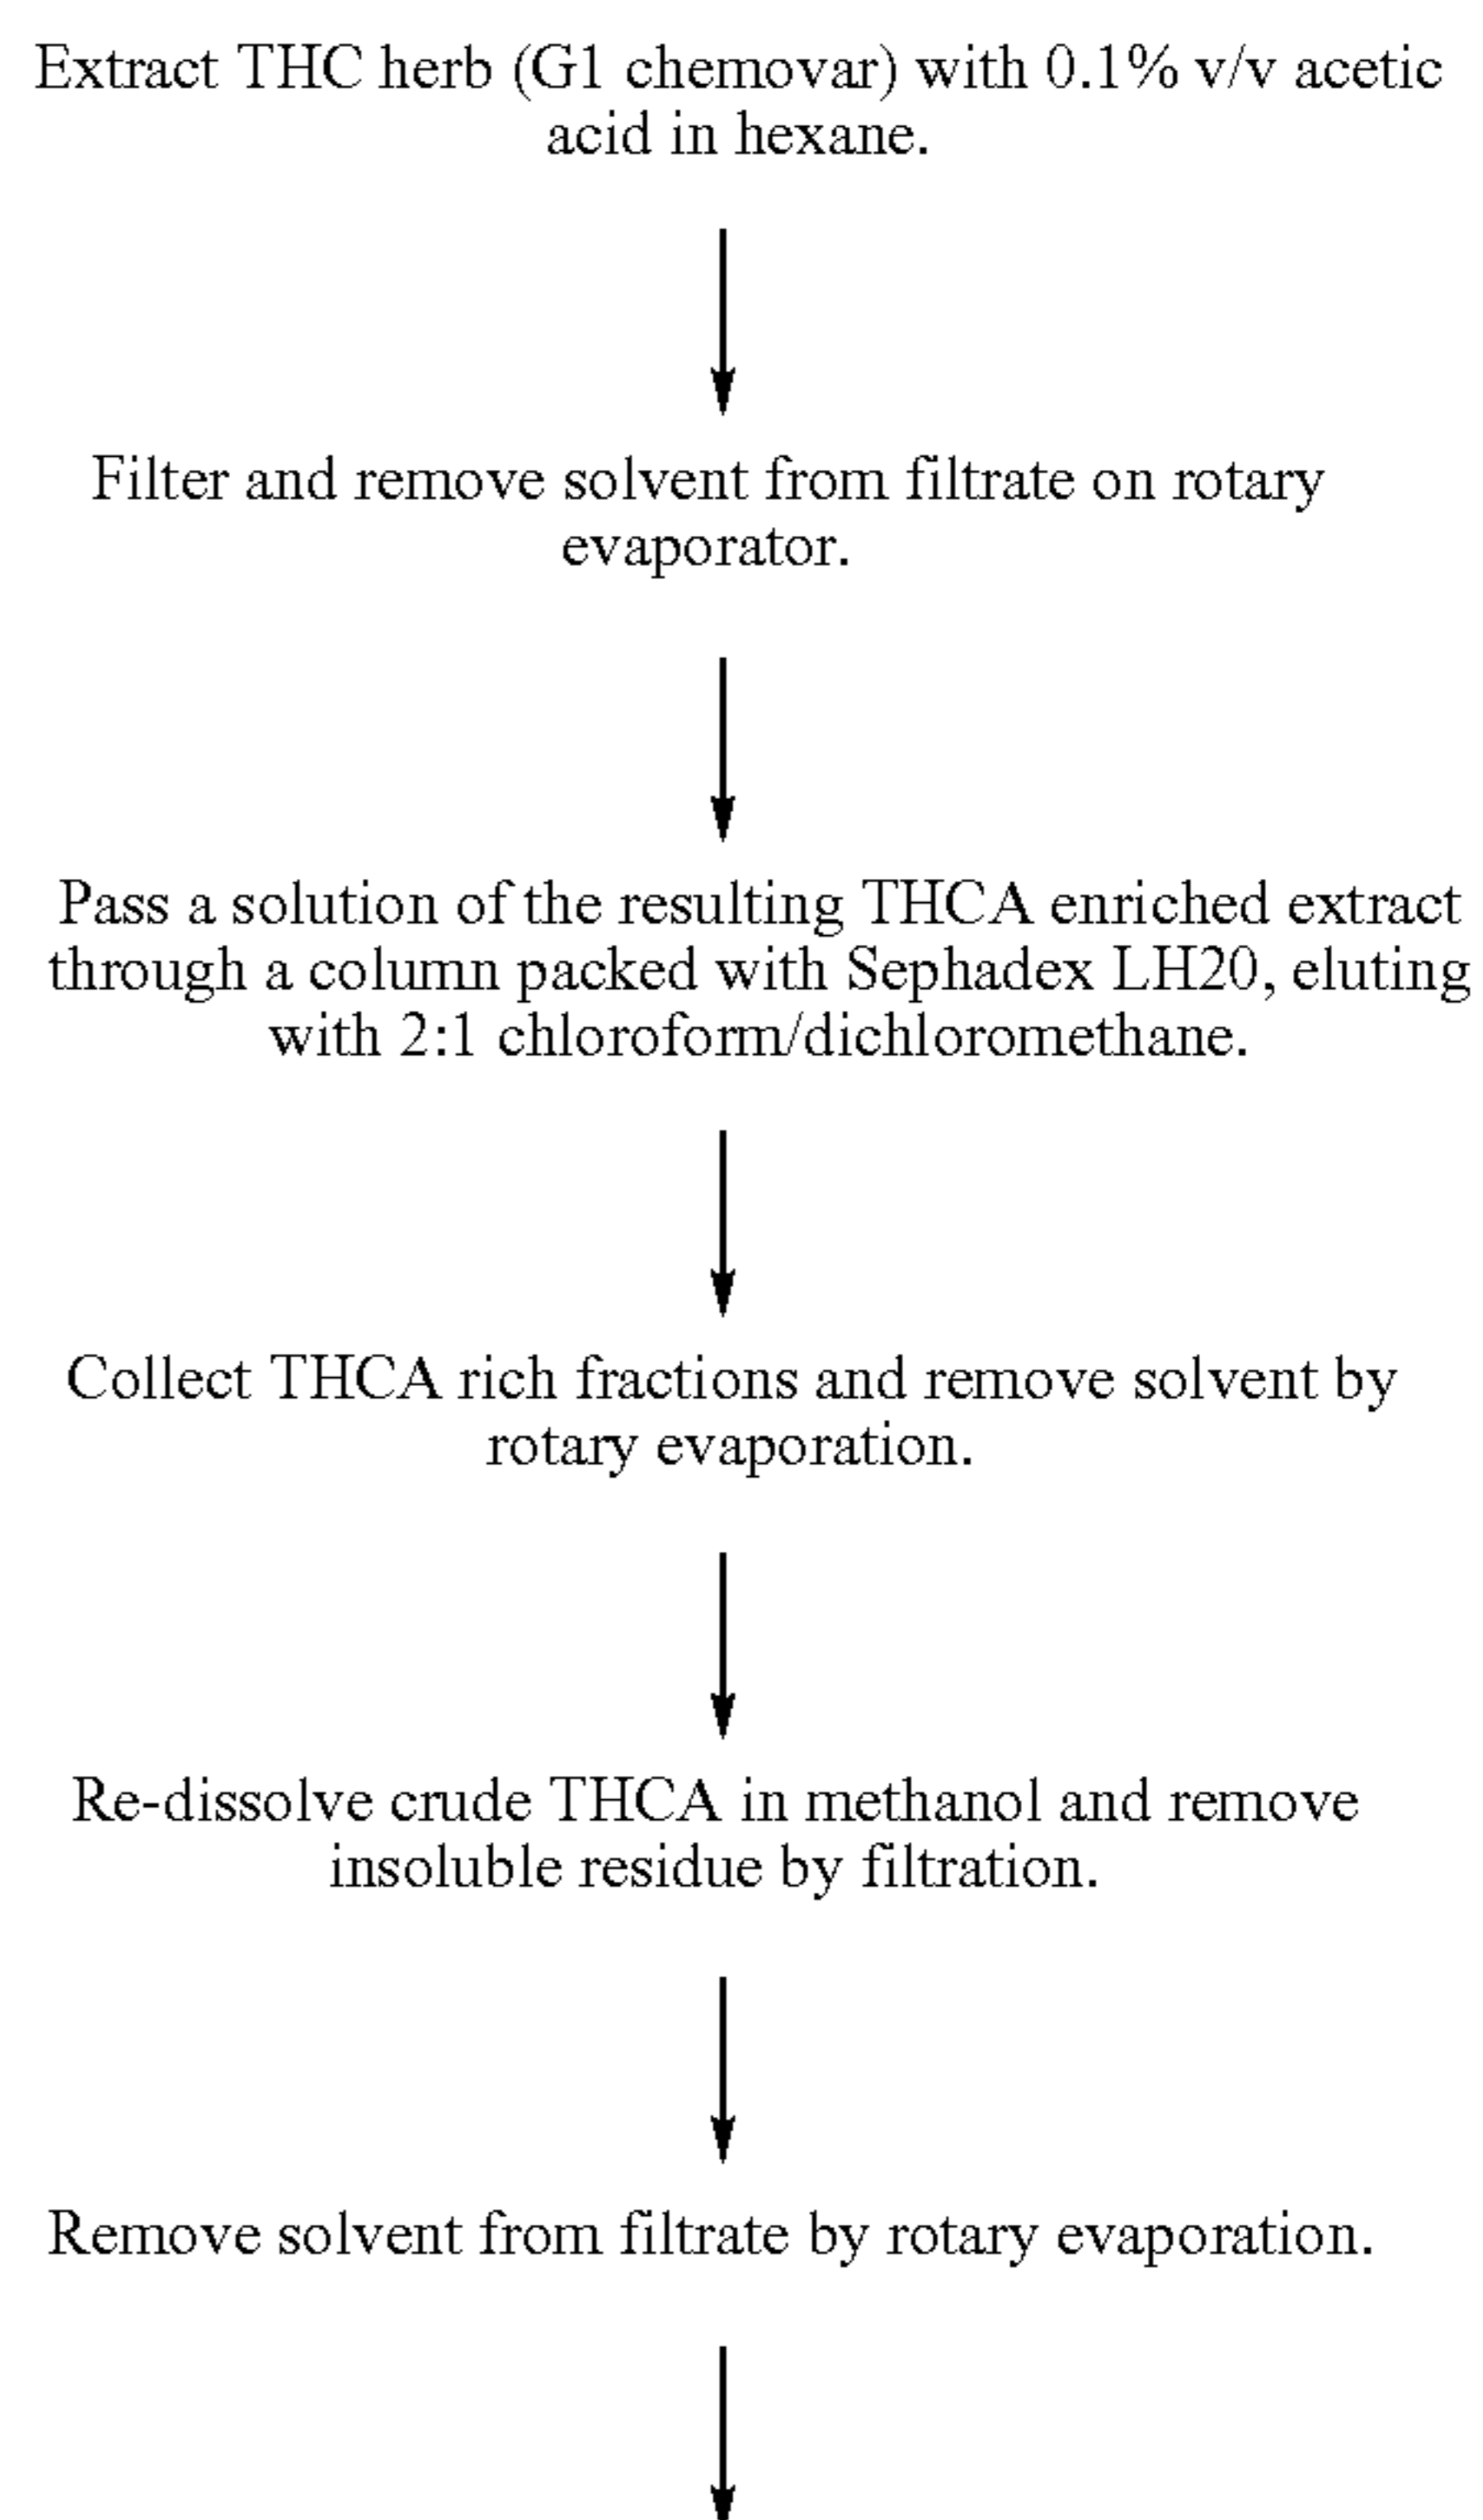 Extract THC herb (G1 chemovar) with 0.1% v/v acetic
acid in hexane.
Filter and remove solvent from filtrate on rotary
evaporator.
Pass a solution of the resulting THCA enriched extract
through a column packed with Sephadex LH20, eluting
with 2:1 chloroform/dichloromethane.
Collect THCA rich fractions and remove solvent by
rotary evaporation.
Re-dissolve crude THCA in methanol and remove
insoluble residue by filtration.
Remove solvent from filtrate by rotary evaporation.